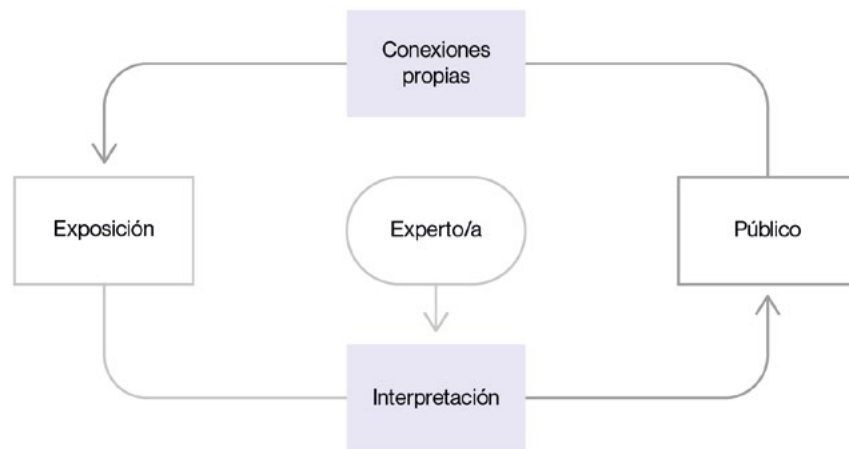 Conexiones
propias
Exposición
Experto/a
Público
Interpretación